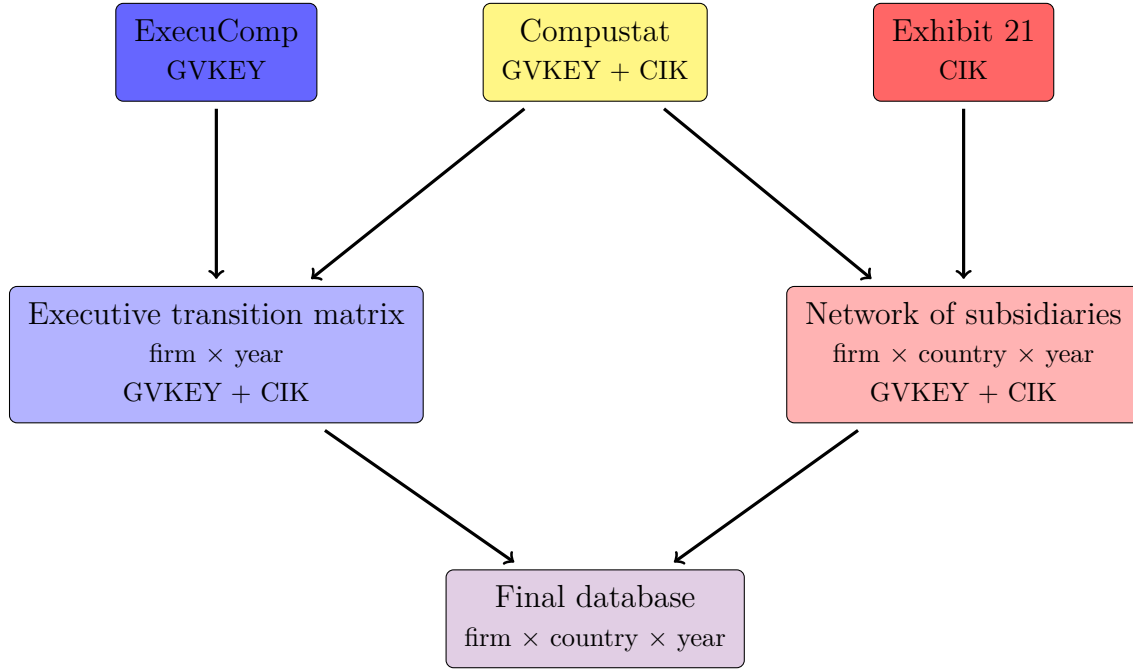 ExecuComp
GVKEY
Compustat
GVKEY + CIK
Exhibit 21
CIK
Executive transition matrix
firm × year
GVKEY + CIK
Network of subsidiaries
firm × country × year
GVKEY + CIK
Final database
firm × country × year